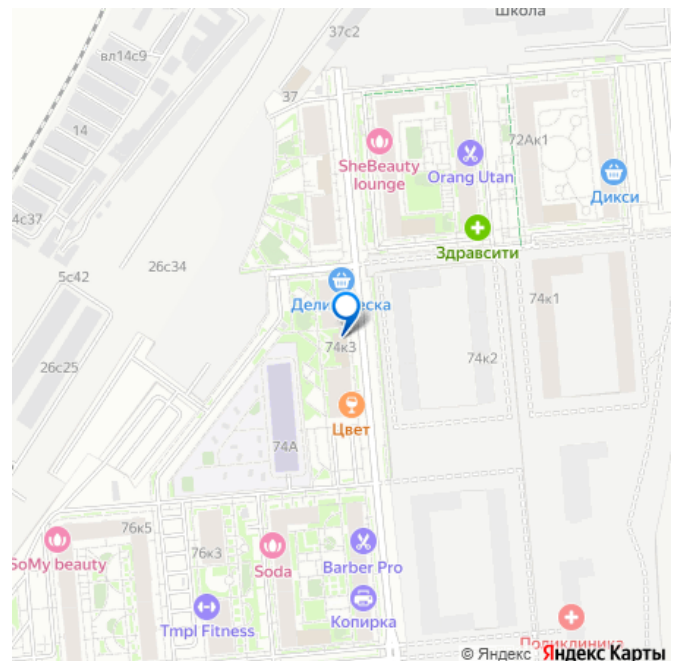 Школа
37с2
вл14с9
37
14
72Ак1
SheBeauty
lounge
Orang Utan
Дикси
4с37
Здравсити
5с42
26с34
74к1
74к3
74к2
26с25
Цвет
74А
76к5
76к3
SoMy beauty
Soda
Barber Pro
Tmpl Fitness
Копирка
Поликлиника
© Яндекс Яндекс Карты